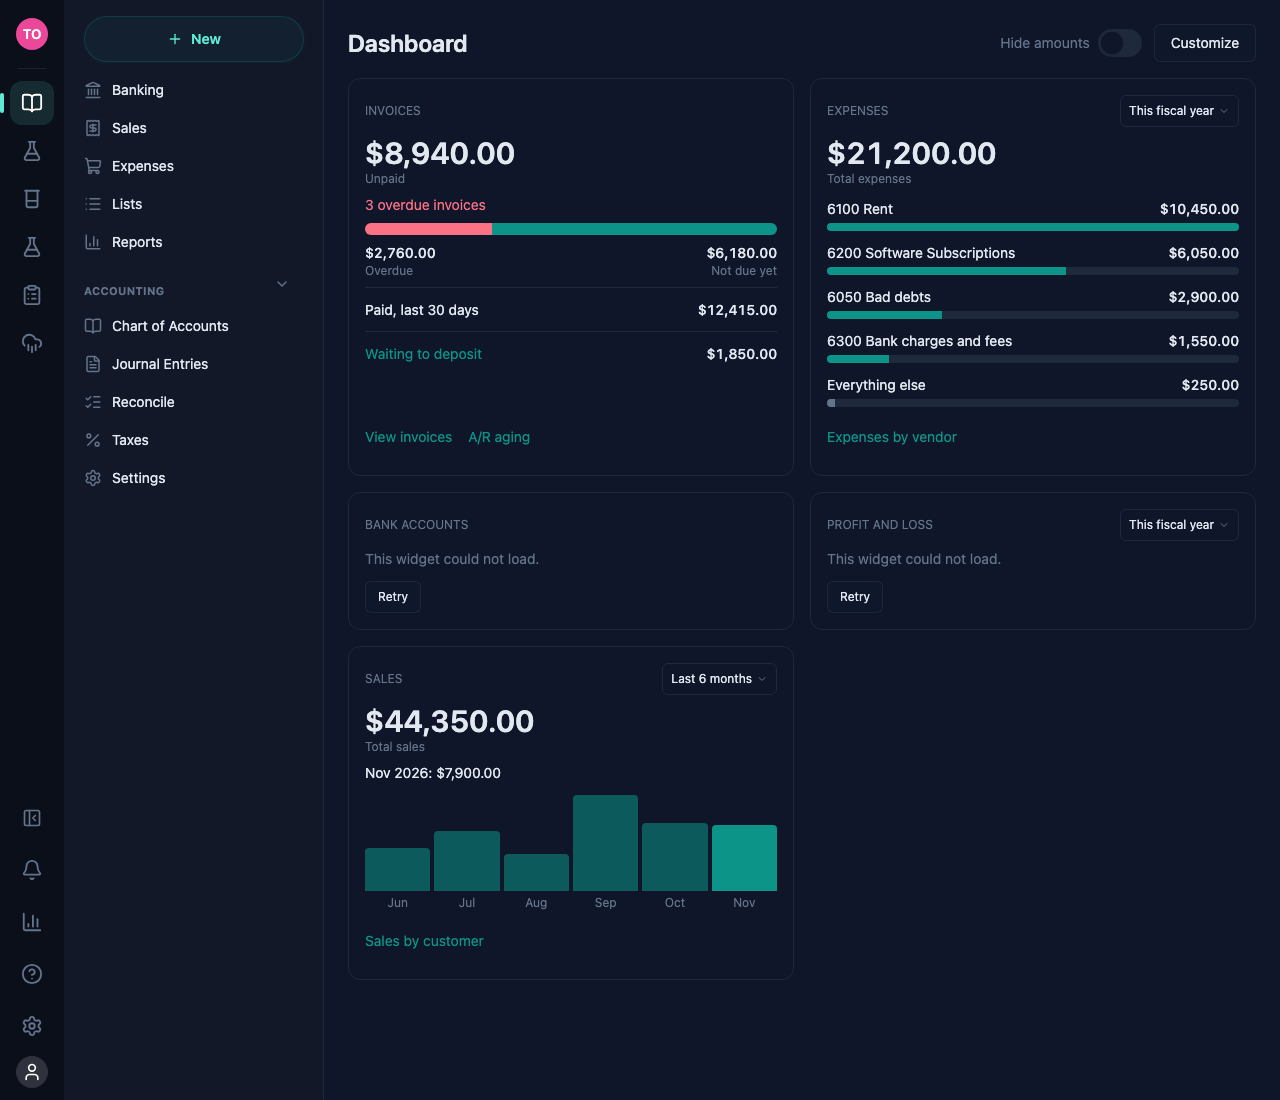 TO
New
Banking
Sales
Expenses
Lists
Reports
ACCOUNTING
Chart of Accounts
Journal Entries
Reconcile
Taxes
Settings
Dashboard
Hide amounts
Customize
INVOICES
$8,940.00
Unpaid
3 overdue invoices
$2,760.00 $6,180.00
Overdue Not due yet
Paid, last 30 days $12,415.00
Waiting to deposit $1,850.00
View invoices A/R aging
EXPENSES This fiscal year
$21,200.00
Total expenses
6100 Rent $10,450.00
6200 Software Subscriptions $6,050.00
6050 Bad debts $2,900.00
6300 Bank charges and fees $1,550.00
Everything else $250.00
Expenses by vendor
BANK ACCOUNTS
This widget could not load.
Retry
PROFIT AND LOSS This fiscal year
This widget could not load.
Retry
SALES Last 6 months
$44,350.00
Total sales
Nov 2026: $7,900.00
Jun Jul Aug Sep Oct Nov
Sales by customer